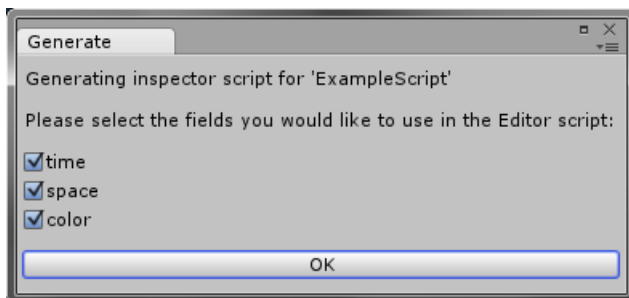 Generate
Generating inspector script for 'ExampleScript'
Please select the fields you would like to use in the Editor script:
time
space
color
OK